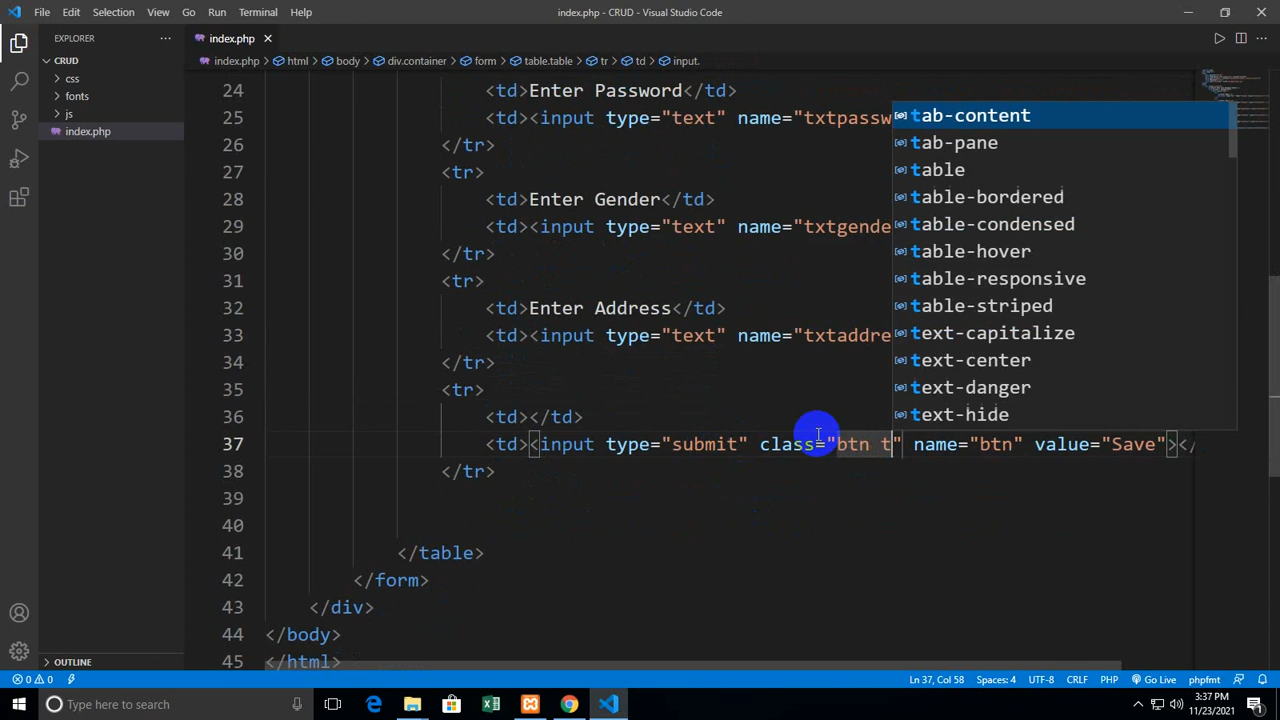 File Edit Selection View Go Run Terminal Help
index.php - CRUD - Visual Studio Code
EXPLORER
index.php
index.php > html > body > div.container > form > table.table > tr > td > input.
CRUD
css
fonts
js
index.php
24 <td>Enter Password</td>
25 <td><input type="text" name="txtpassw
26 </tr>
27 <tr>
28 <td>Enter Gender</td>
29 <td><input type="text" name="txtgende
30 </tr>
31 <tr>
32 <td>Enter Address</td>
33 <td><input type="text" name="txtaddre
34 </tr>
35 <tr>
36 <td></td>
37 <td><input type="submit" class="btn t" name="btn" value="Save"></
38 </tr>
39
40
41 </table>
42 </form>
43 </div>
44 </body>
45 </html>
tab-content
tab-pane
table
table-bordered
table-condensed
table-hover
table-responsive
table-striped
text-capitalize
text-center
text-danger
text-hide
OUTLINE
0 0
Ln 37, Col 58 Spaces: 4 UTF-8 CRLF PHP Go Live phpfmt
Type here to search
3:37 PM
11/23/2021
1